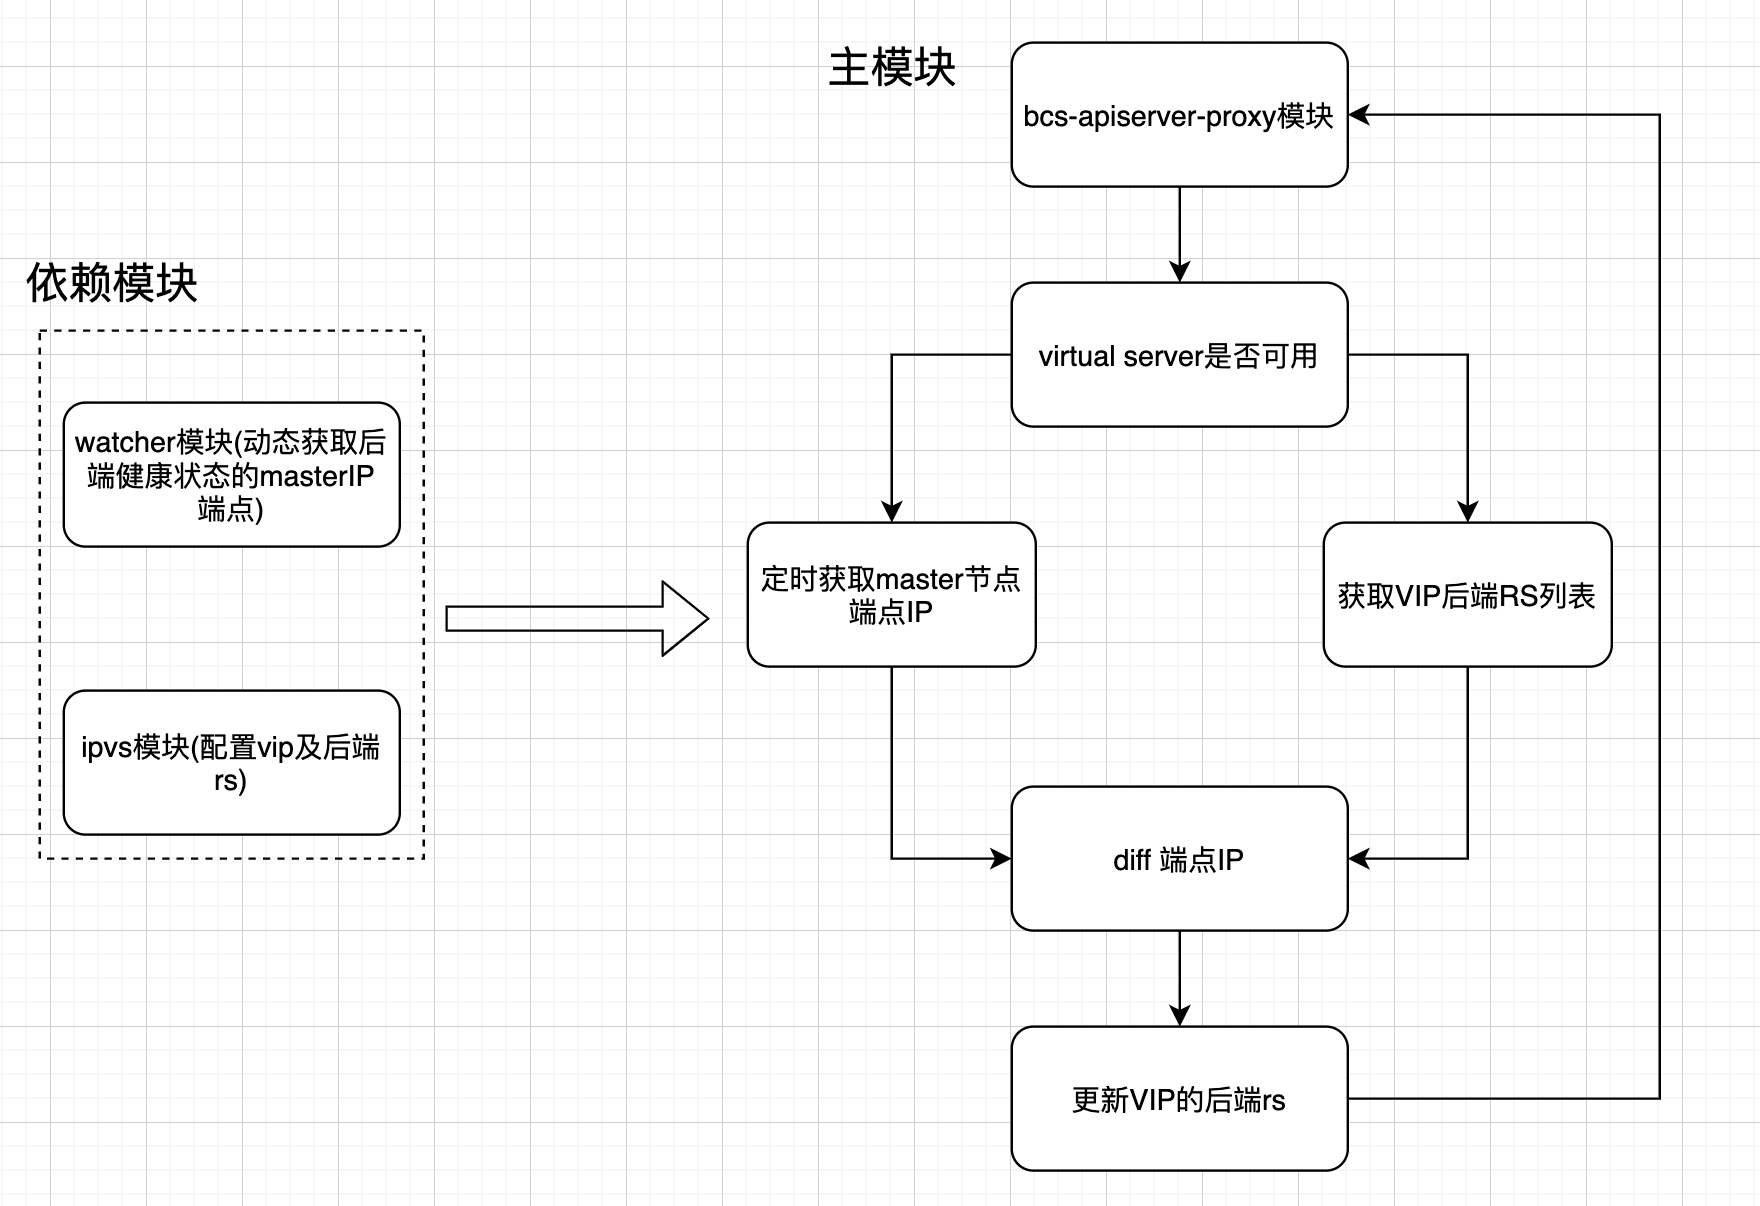 主模块
bcs-apiserver-proxy模块
virtual server是否可用
依赖模块
watcher模块(动态获取后
端健康状态的masterIP
端点)
ipvs模块(配置vip及后端
rs)
定时获取master节点
端点IP
获取VIP后端RS列表
diff 端点IP
更新VIP的后端rs